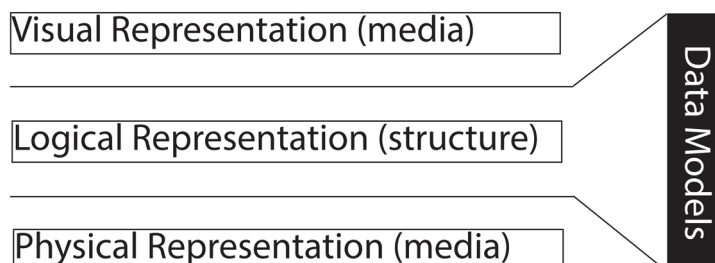 Visual Representation (media)
Logical Representation (structure)
Physical Representation (media)
Data Models